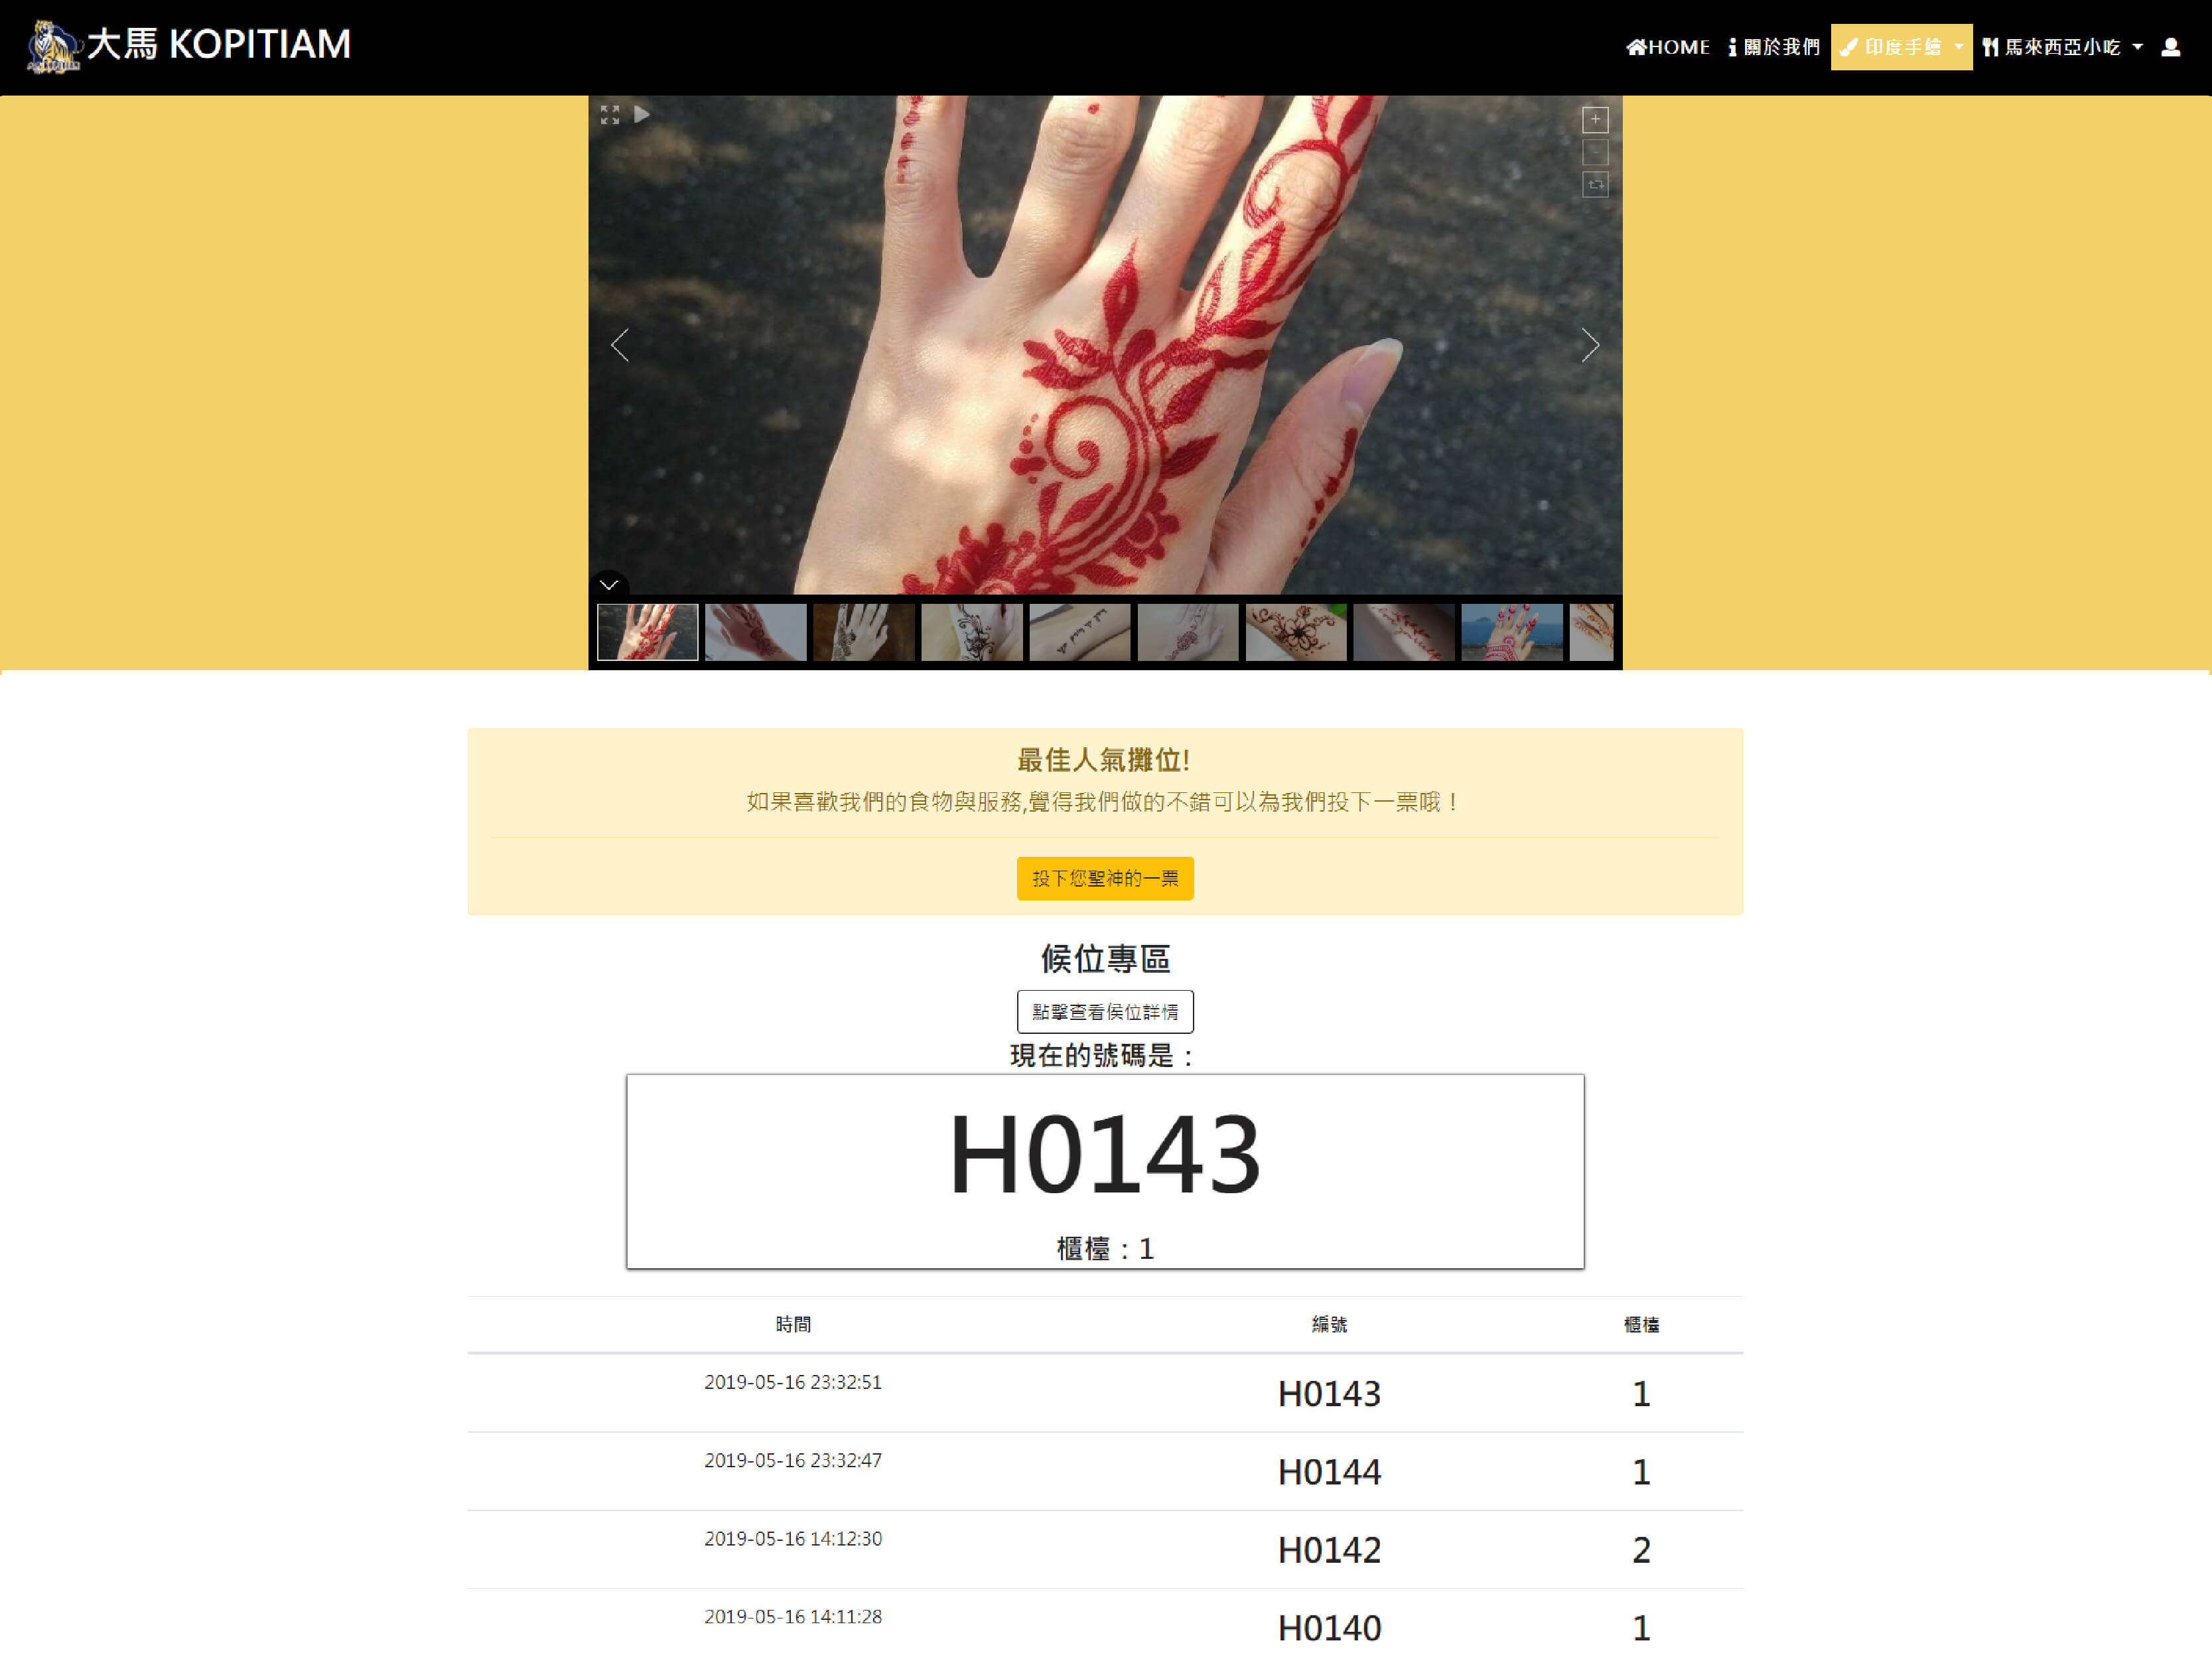 大馬 KOPITIAM
HOME 關於我們 印度手繪 馬來西亞小吃
最佳人氣攤位!
如果喜歡我們的食物與服務,覺得我們做的不錯可以為我們投下一票哦！
投下您聖神的一票
候位專區
點擊查看侯位詳情
現在的號碼是：
H0143
櫃檯：1
時間 編號 櫃檯
2019-05-16 23:32:51 H0143 1
2019-05-16 23:32:47 H0144 1
2019-05-16 14:12:30 H0142 2
2019-05-16 14:11:28 H0140 1